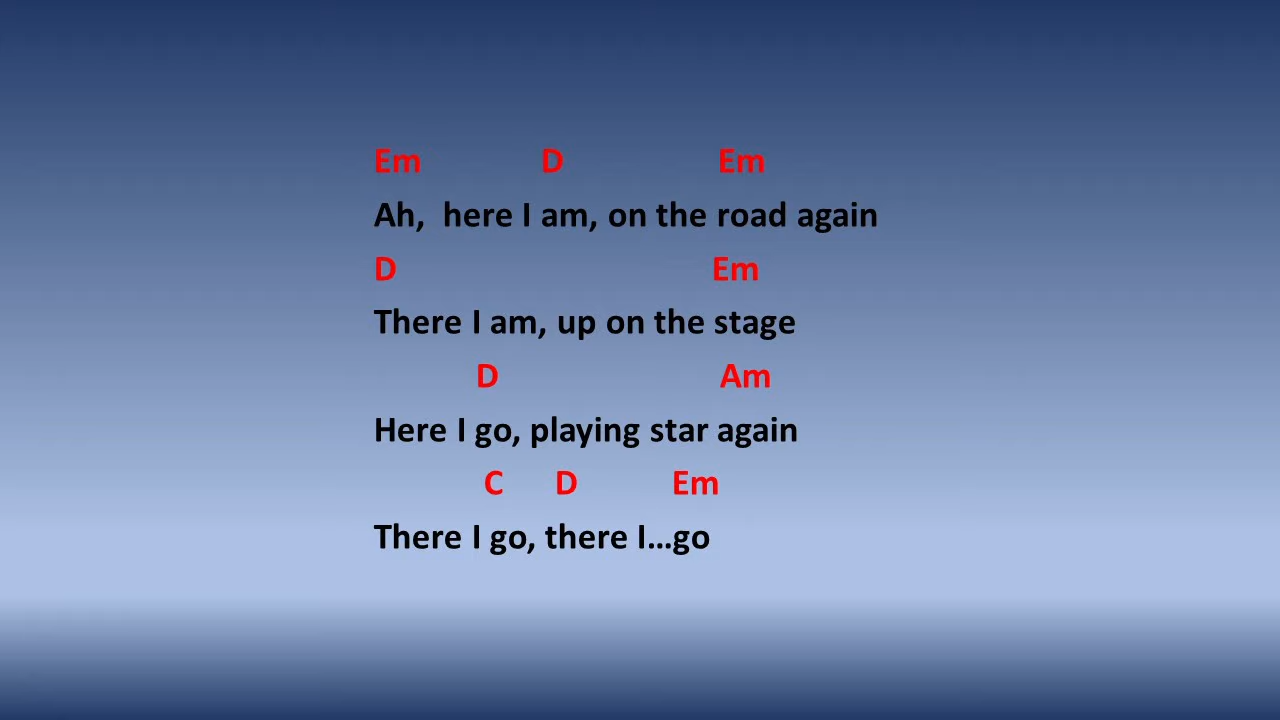 Em D Em
Ah, here I am, on the road again
D Em
There I am, up on the stage
D Am
Here I go, playing star again
C D Em
There I go, there I…go